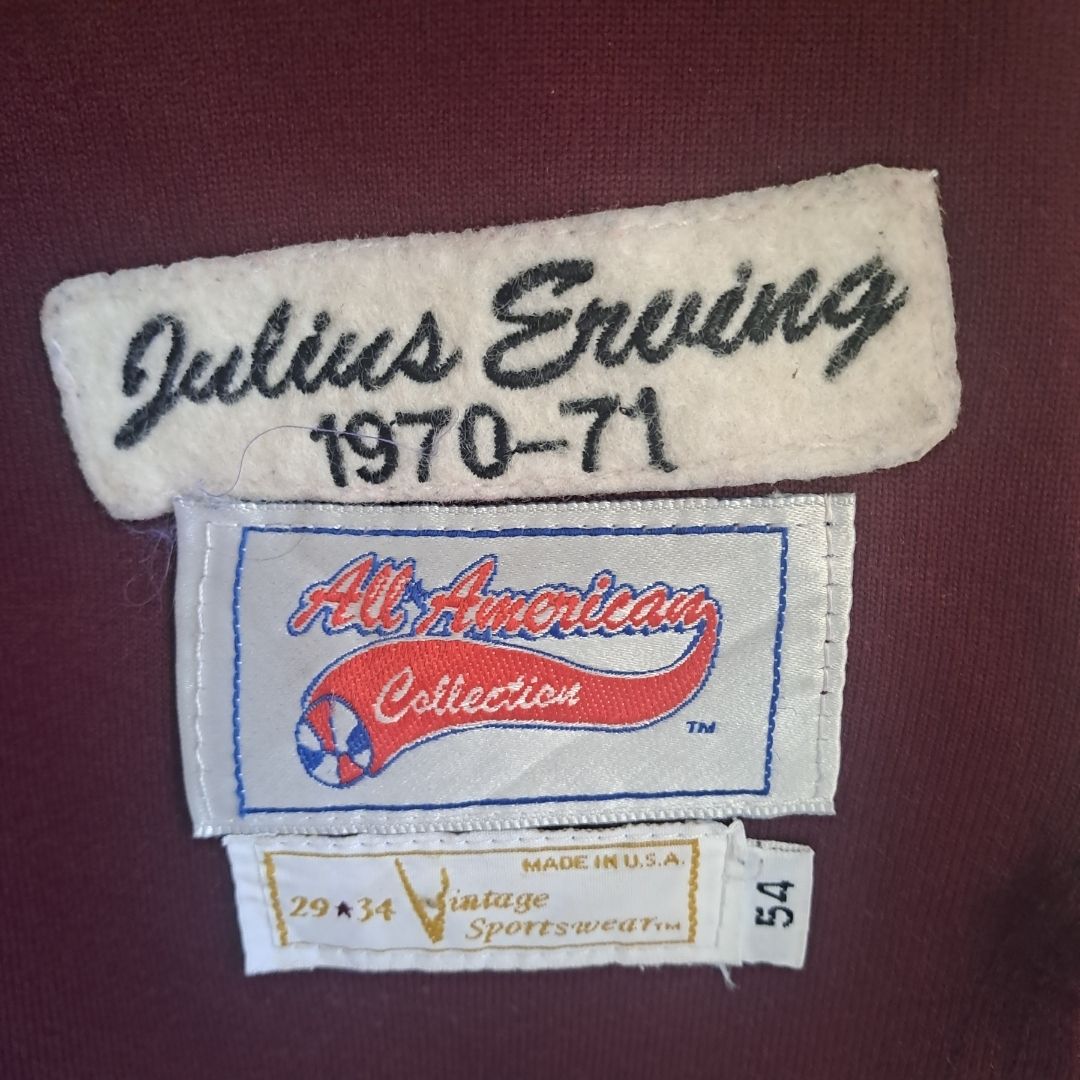 Julius Erving
1970-71
All American
Collection
TM
MADE IN U.S.A.
29★34 Vintage
Sportswear TM
54